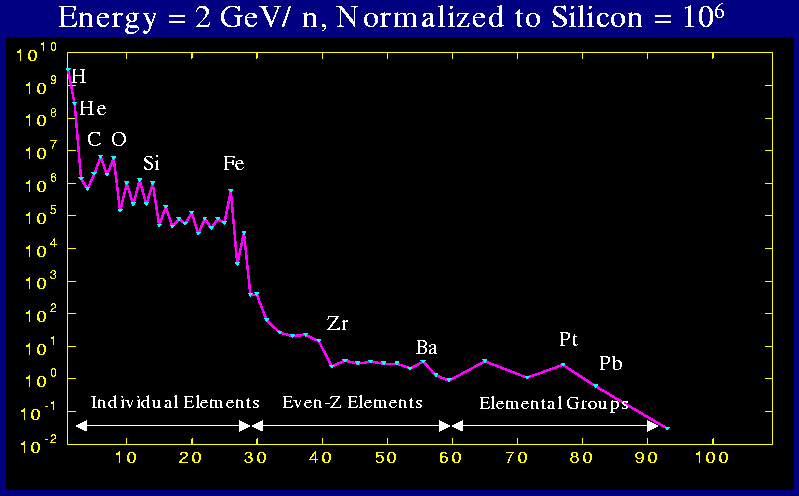 Energy = 2 GeV/ n, Normalized to Silicon = 10⁶
10¹⁰
10⁹
10⁸
10⁷
10⁶
10⁵
10⁴
10³
10²
10¹
10⁰
10⁻¹
10⁻²
H
He
C O
Si
Fe
Zr
Ba
Pt
Pb
Individual Elements
Even-Z Elements
Elemental Groups
10 20 30 40 50 60 70 80 90 100